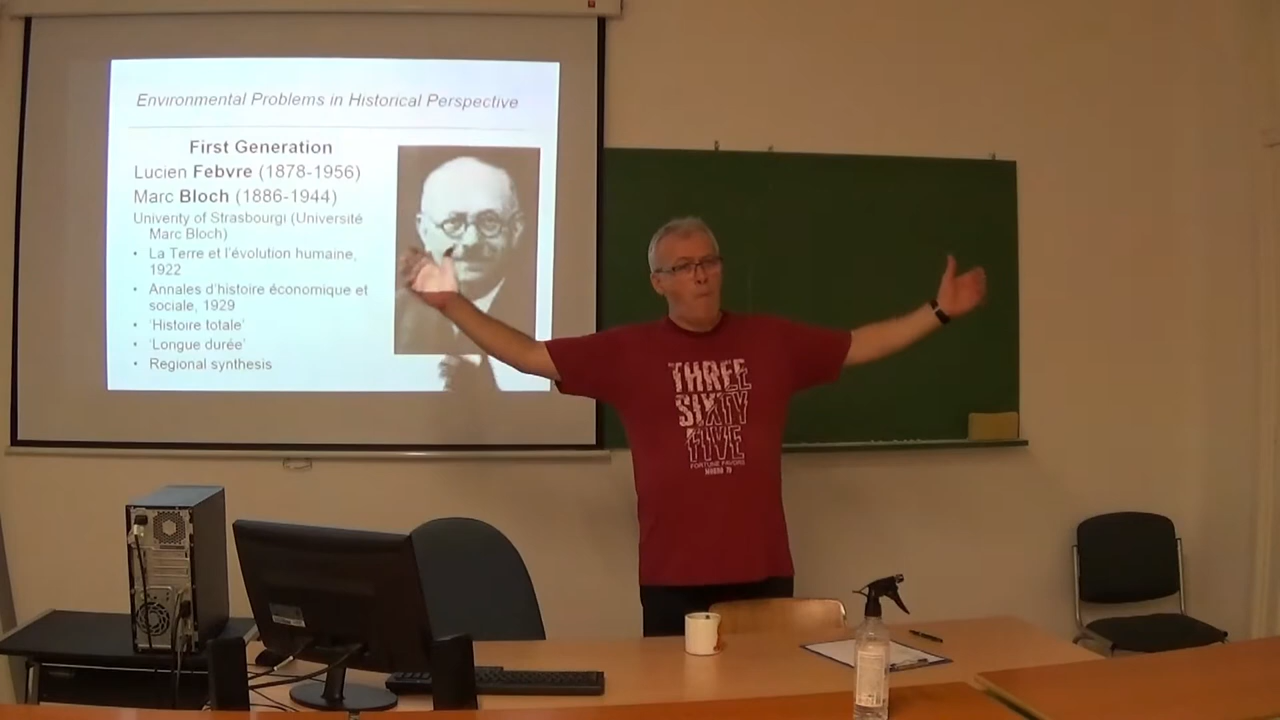 Environmental Problems in Historical Perspective
First Generation
Lucien Febvre (1878-1956)
Marc Bloch (1886-1944)
Univerity of Strasbourgi (Université
Marc Bloch)
• La Terre et l'évolution humaine,
1922
• Annales d'histoire économique et
sociale, 1929
• 'Histoire totale'
• 'Longue durée'
• Regional synthesis
THREE
SIXTY
FIVE
FORTUNE FAVORS